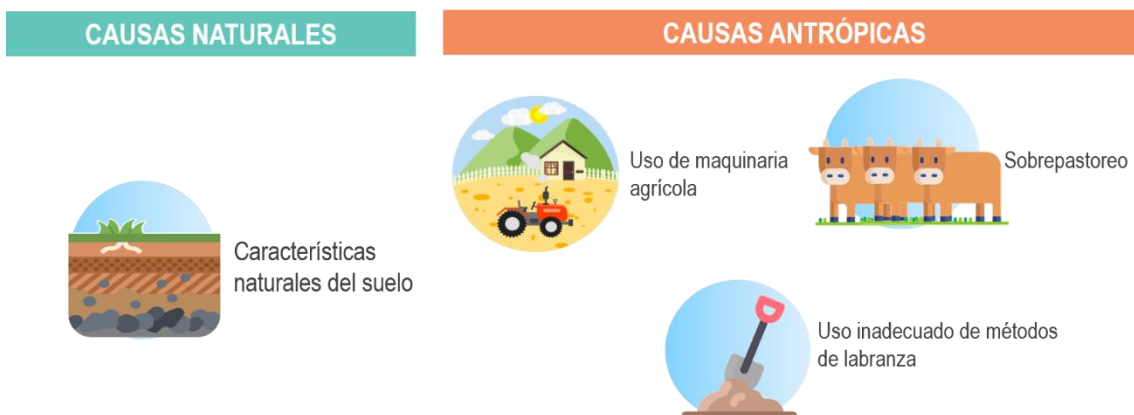 CAUSAS NATURALES
CAUSAS ANTRÓPICAS
Características
naturales del suelo
Uso de maquinaria
agrícola
Sobrepastoreo
Uso inadecuado de métodos
de labranza